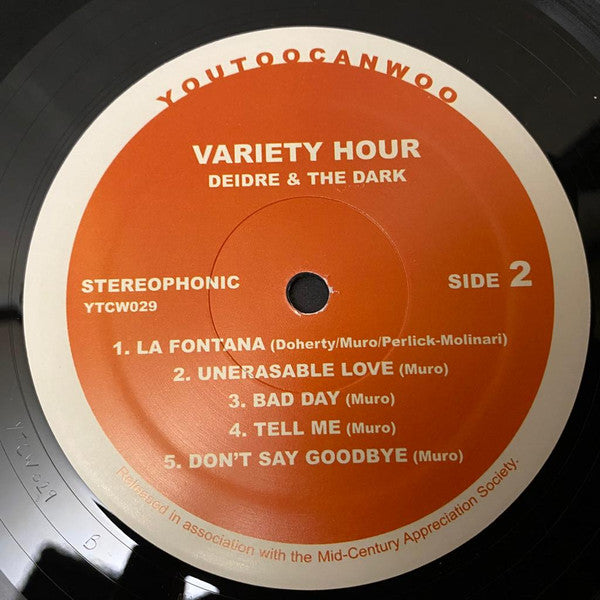 YOUTOOCANWOO
VARIETY HOUR
DEIDRE & THE DARK
STEREOPHONIC
YTCW029
SIDE 2
1. LA FONTANA (Doherty/Muro/Perlick-Molinari)
2. UNERASABLE LOVE (Muro)
3. BAD DAY (Muro)
4. TELL ME (Muro)
5. DON'T SAY GOODBYE (Muro)
Released in association with the Mid-Century Appreciation Society.
YTCW029
B